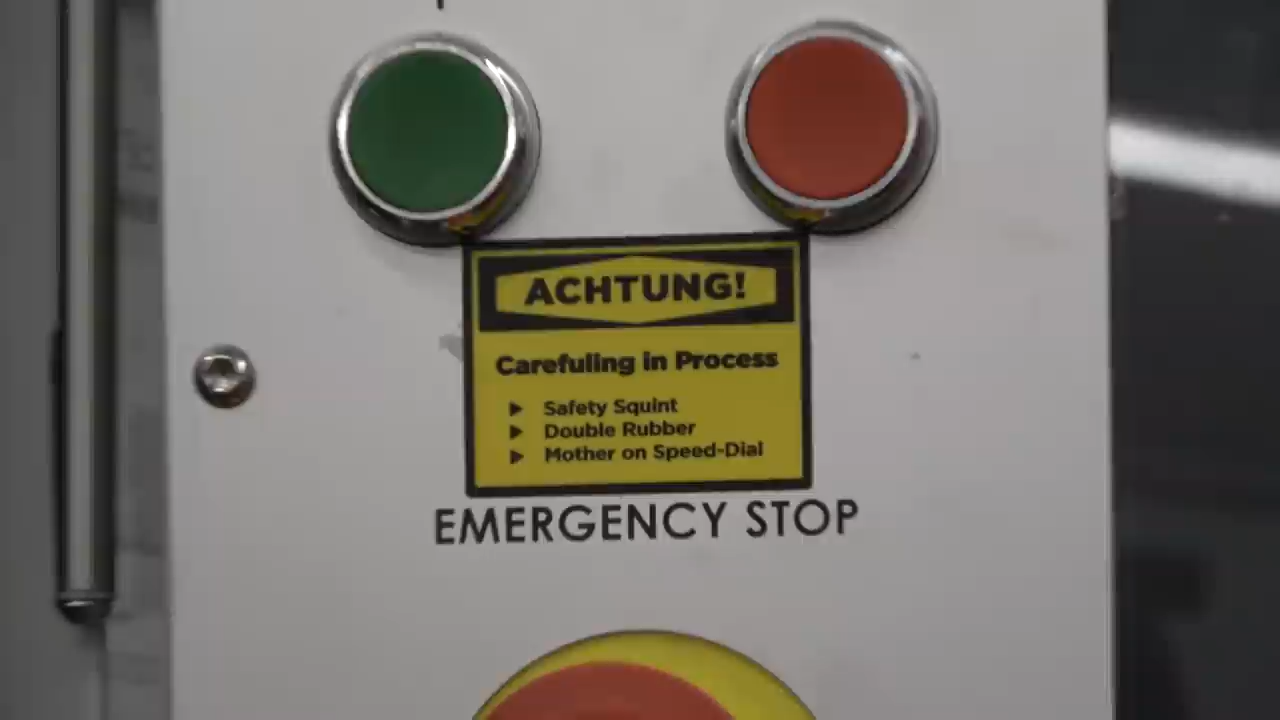 ACHTUNG!
Carefuling in Process
Safety Squint
Double Rubber
Mother on Speed-Dial
EMERGENCY STOP